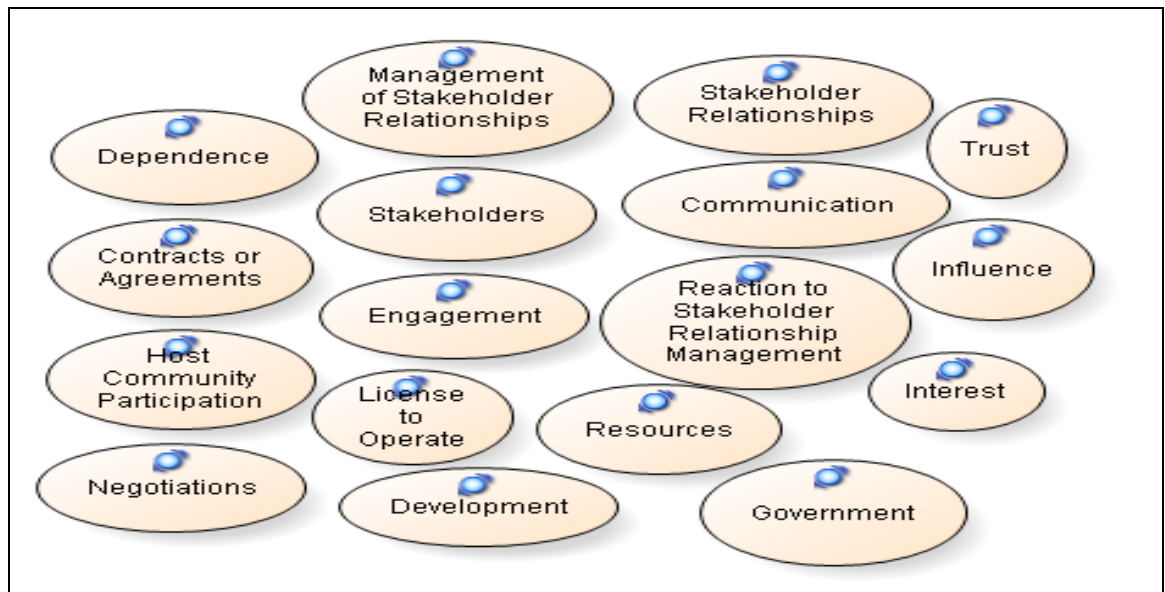 Management
of Stakeholder
Relationships
Stakeholder
Relationships
Trust
Dependence
Stakeholders
Communication
Contracts or
Agreements
Influence
Engagement
Reaction to
Stakeholder
Relationship
Management
Host
Community
Participation
License
to
Operate
Resources
Interest
Negotiations
Development
Government